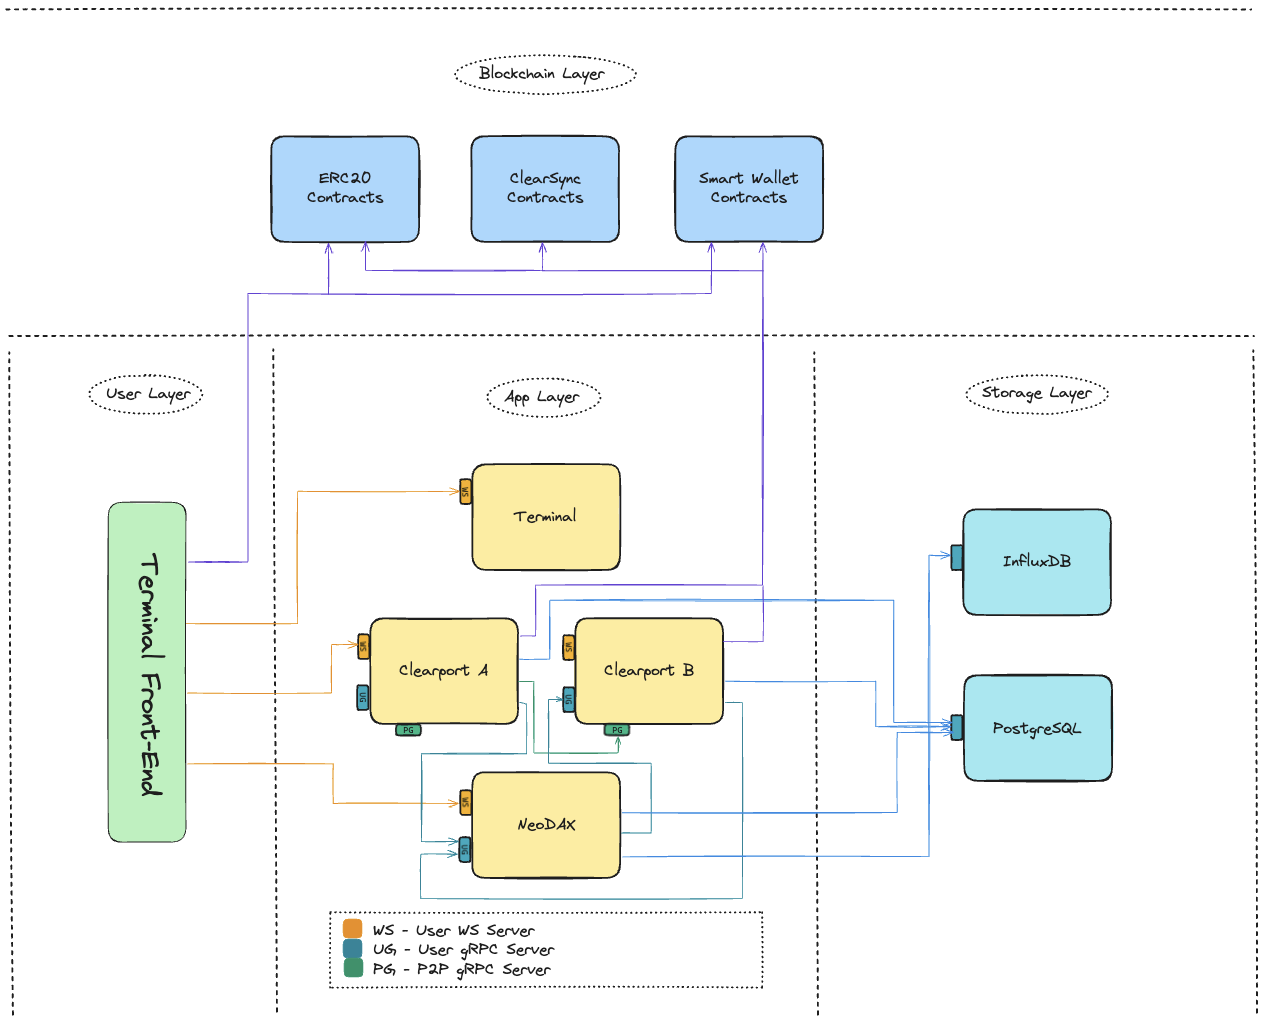 Blockchain Layer
ERC20
Contracts
ClearSync
Contracts
Smart Wallet
Contracts
User Layer
App Layer
Storage Layer
Terminal Front-End
WS
Terminal
InfluxDB
WS
Clearport A
UG
PG
WS
Clearport B
UG
PG
PostgreSQL
WS
NeoDAX
UG
WS - User WS Server
UG - User gRPC Server
PG - P2P gRPC Server